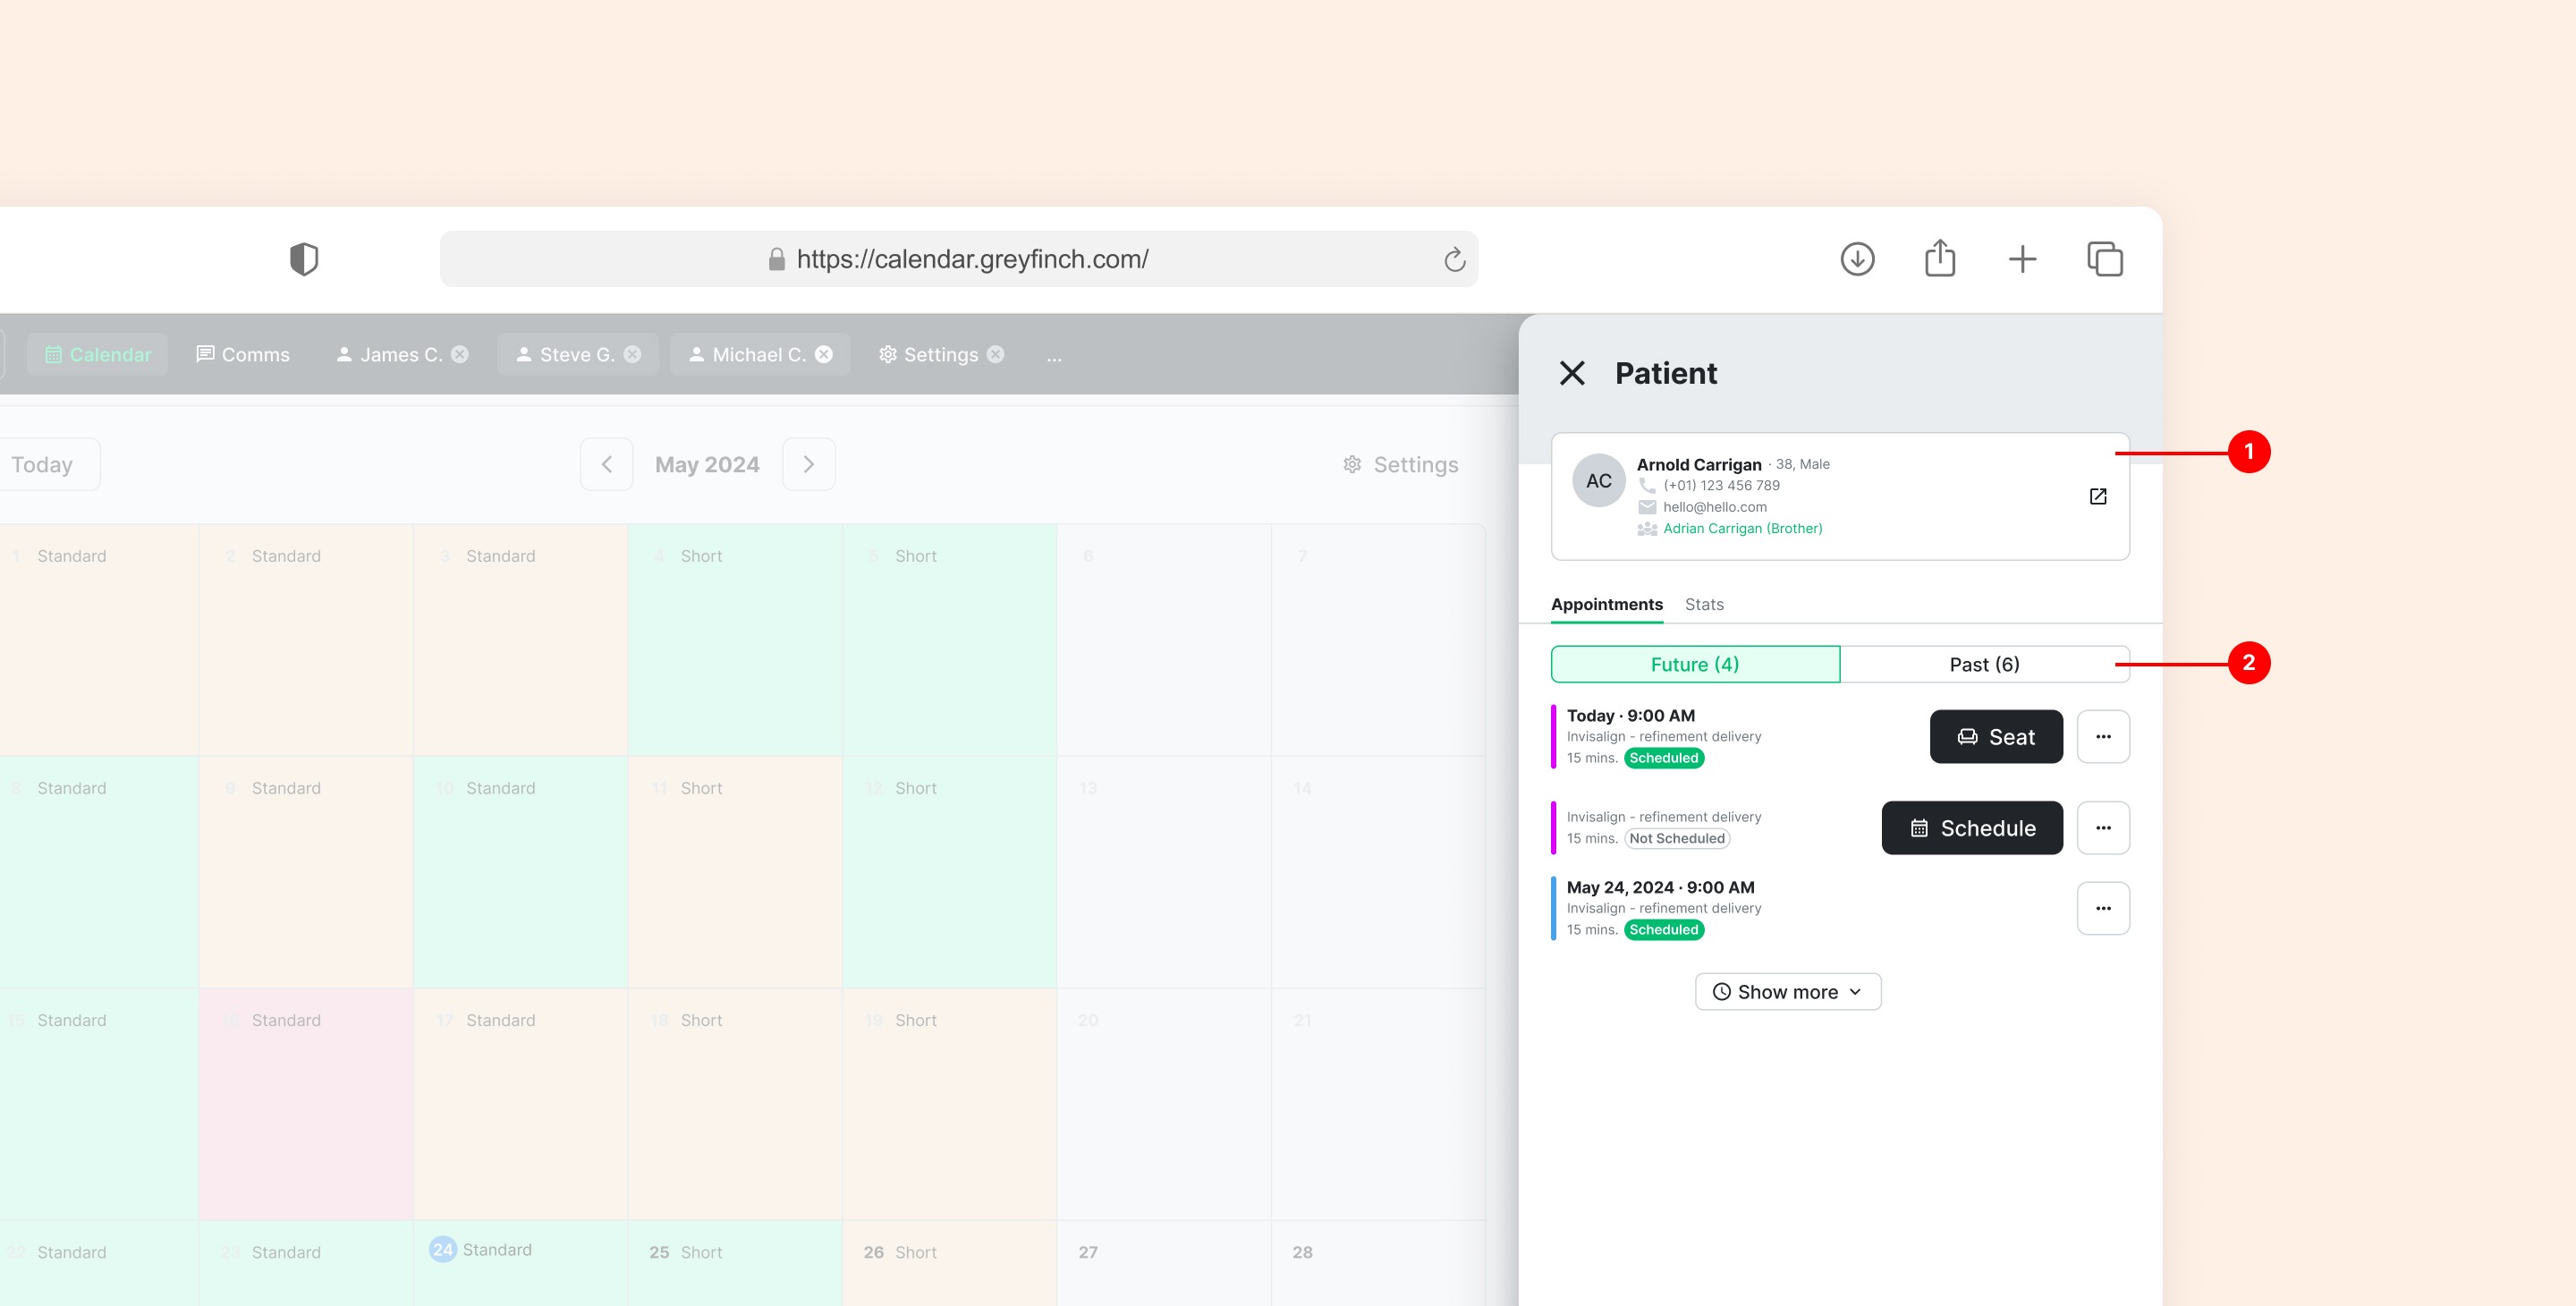 https://calendar.greyfinch.com/
Calendar Comms James C. Steve G. Michael C. Settings ...
Today May 2024 Settings
1 Standard 2 Standard 3 Standard 4 Short 5 Short 6 7
8 Standard 9 Standard 10 Standard 11 Short 12 Short 13 14
15 Standard 16 Standard 17 Standard 18 Short 19 Short 20 21
22 Standard 23 Standard 24 Standard 25 Short 26 Short 27 28
Patient
AC
Arnold Carrigan · 38, Male
(+01) 123 456 789
hello@hello.com
Adrian Carrigan (Brother)
1
Appointments Stats
Future (4) Past (6)
2
Today · 9:00 AM
Invisalign - refinement delivery
15 mins. Scheduled
Seat
Invisalign - refinement delivery
15 mins. Not Scheduled
Schedule
May 24, 2024 · 9:00 AM
Invisalign - refinement delivery
15 mins. Scheduled
Show more